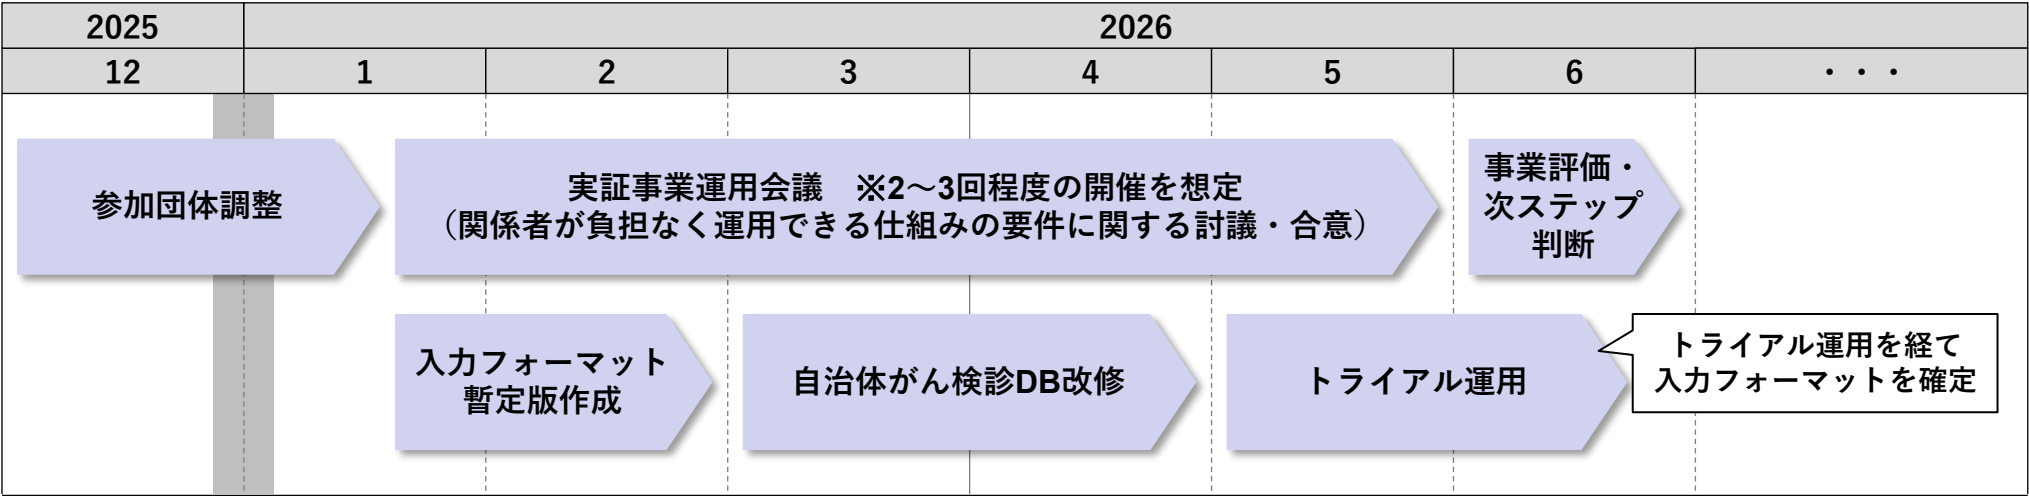 2025
2026
12
1
2
3
4
5
6
・・・
参加団体調整
実証事業運用会議　※2～3回程度の開催を想定
（関係者が負担なく運用できる仕組みの要件に関する討議・合意）
事業評価・
次ステップ
判断
入力フォーマット
暫定版作成
自治体がん検診DB改修
トライアル運用
トライアル運用を経て
入力フォーマットを確定